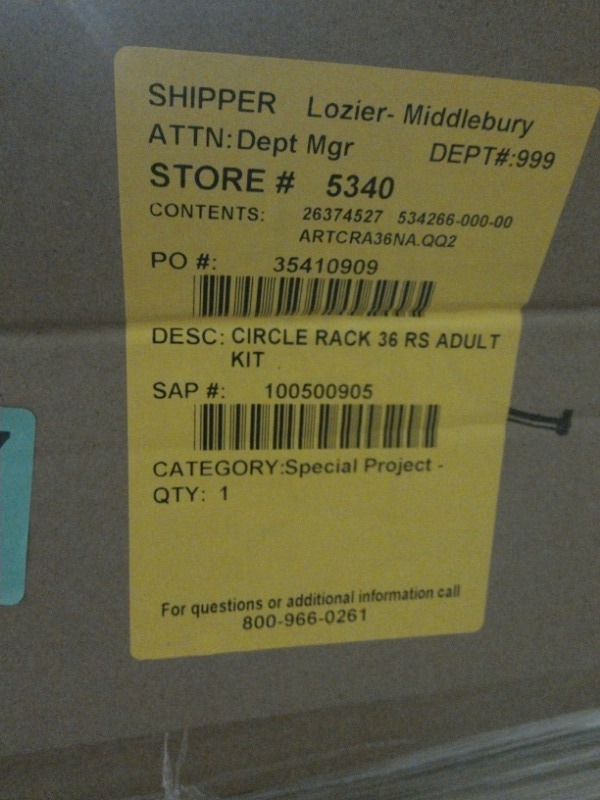 SHIPPER Lozier- Middlebury
ATTN:Dept Mgr DEPT#:999
STORE # 5340
CONTENTS: 26374527 534266-000-00
ARTCRA36NA.QQ2
PO #: 35410909
DESC: CIRCLE RACK 36 RS ADULT
KIT
SAP #: 100500905
CATEGORY:Special Project -
QTY: 1
For questions or additional information call
800-966-0261